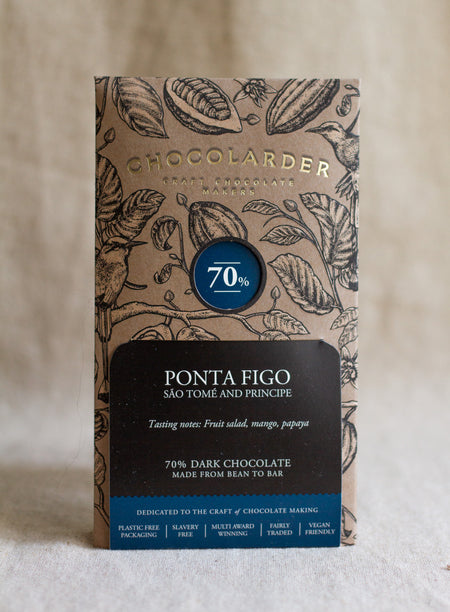 CHOCOLARDER
CRAFT CHOCOLATE
MAKERS
70%
PONTA FIGO
SÃO TOMÉ AND PRINCIPE
Tasting notes: Fruit salad, mango, papaya
70% DARK CHOCOLATE
MADE FROM BEAN TO BAR
DEDICATED TO THE CRAFT of CHOCOLATE MAKING
PLASTIC FREE PACKAGING | SLAVERY FREE | MULTI AWARD WINNING | FAIRLY TRADED | VEGAN FRIENDLY